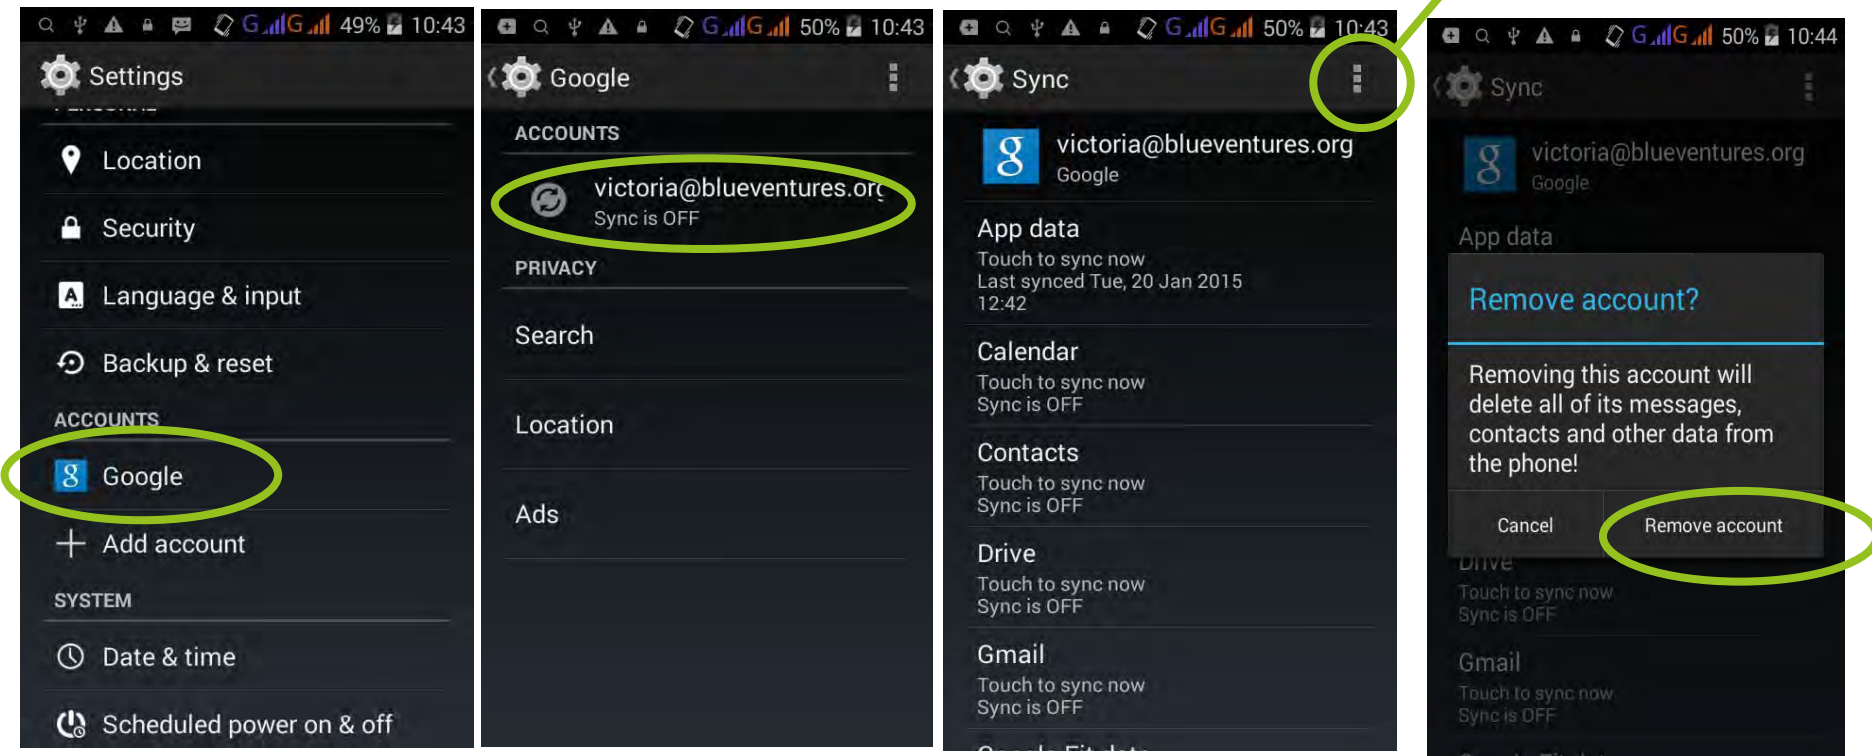 49% 10:43
Settings
PERSONAL
Location
Security
Language & input
Backup & reset
ACCOUNTS
Google
Add account
SYSTEM
Date & time
Scheduled power on & off
50% 10:43
Google
ACCOUNTS
victoria@blueventures.org
Sync is OFF
PRIVACY
Search
Location
Ads
50% 10:43
Sync
victoria@blueventures.org
Google
App data
Touch to sync now
Last synced Tue, 20 Jan 2015
12:42
Calendar
Touch to sync now
Sync is OFF
Contacts
Touch to sync now
Sync is OFF
Drive
Touch to sync now
Sync is OFF
Gmail
Touch to sync now
Sync is OFF
Google Fit data
50% 10:44
Sync
victoria@blueventures.org
Google
App data
Remove account?
Removing this account will
delete all of its messages,
contacts and other data from
the phone!
Cancel Remove account
Drive
Touch to sync now
Sync is OFF
Gmail
Touch to sync now
Sync is OFF